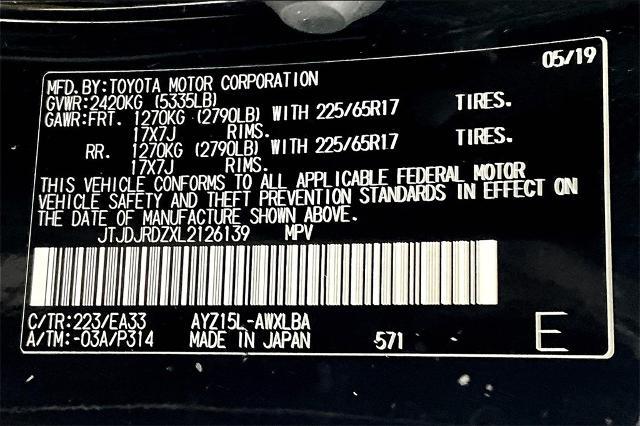 05/19
MFD.BY:TOYOTA MOTOR CORPORATION
GVWR:2420KG (5335LB)
GAWR:FRT. 1270KG (2790LB) WITH 225/65R17 TIRES.
17X7J RIMS.
RR. 1270KG (2790LB) WITH 225/65R17 TIRES.
17X7J RIMS.
THIS VEHICLE CONFORMS TO ALL APPLICABLE FEDERAL MOTOR
VEHICLE SAFETY AND THEFT PREVENTION STANDARDS IN EFFECT ON
THE DATE OF MANUFACTURE SHOWN ABOVE.
JTJDJRDZXL2126139 MPV
C/TR:223/EA33 AYZ15L-AWXLBA
A/TM:-03A/P314 MADE IN JAPAN 571 E